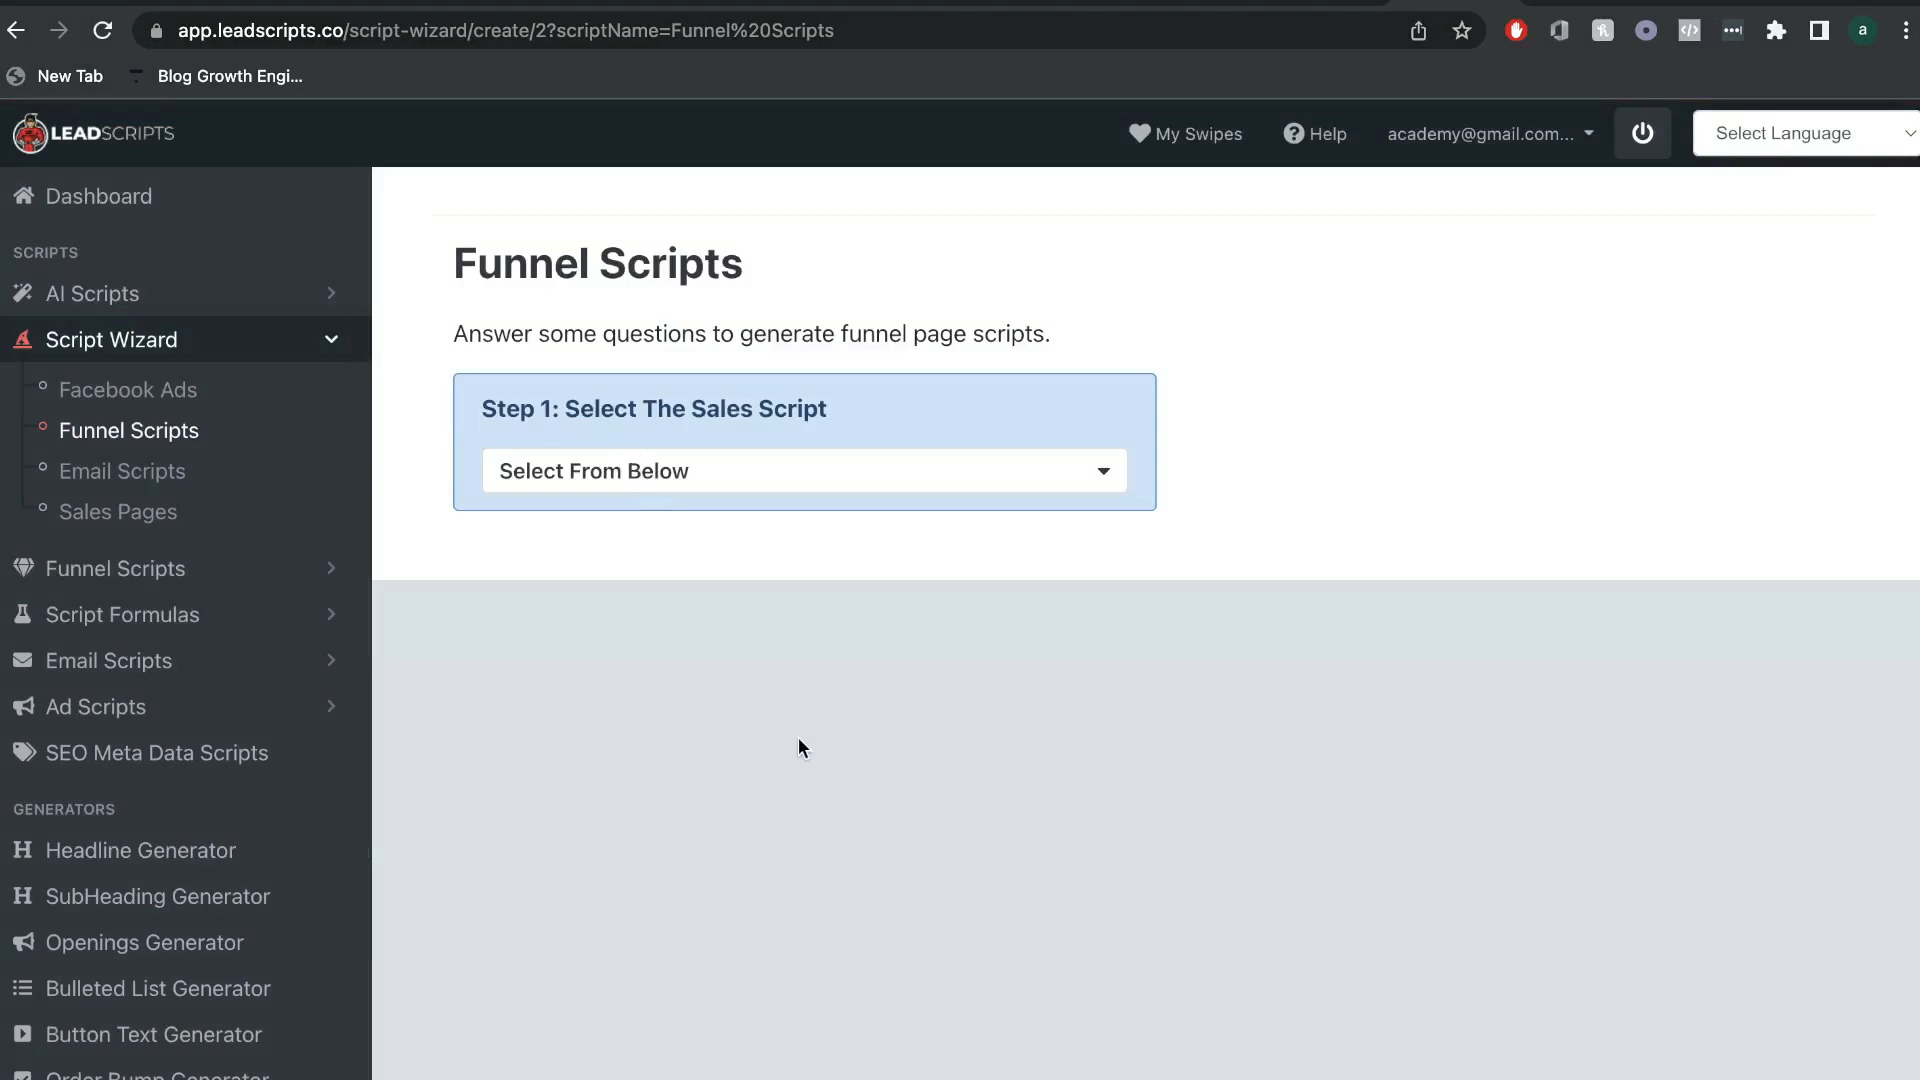 app.leadscripts.co/script-wizard/create/2?scriptName=Funnel%20Scripts
a
New Tab
Blog Growth Engi...
LEADSCRIPTS
My Swipes
Help
academy@gmail.com...
Select Language
Dashboard
SCRIPTS
AI Scripts
Script Wizard
Facebook Ads
Funnel Scripts
Email Scripts
Sales Pages
Funnel Scripts
Script Formulas
Email Scripts
Ad Scripts
SEO Meta Data Scripts
GENERATORS
Headline Generator
SubHeading Generator
Openings Generator
Bulleted List Generator
Button Text Generator
Order Bump Generator
Funnel Scripts
Answer some questions to generate funnel page scripts.
Step 1: Select The Sales Script
Select From Below